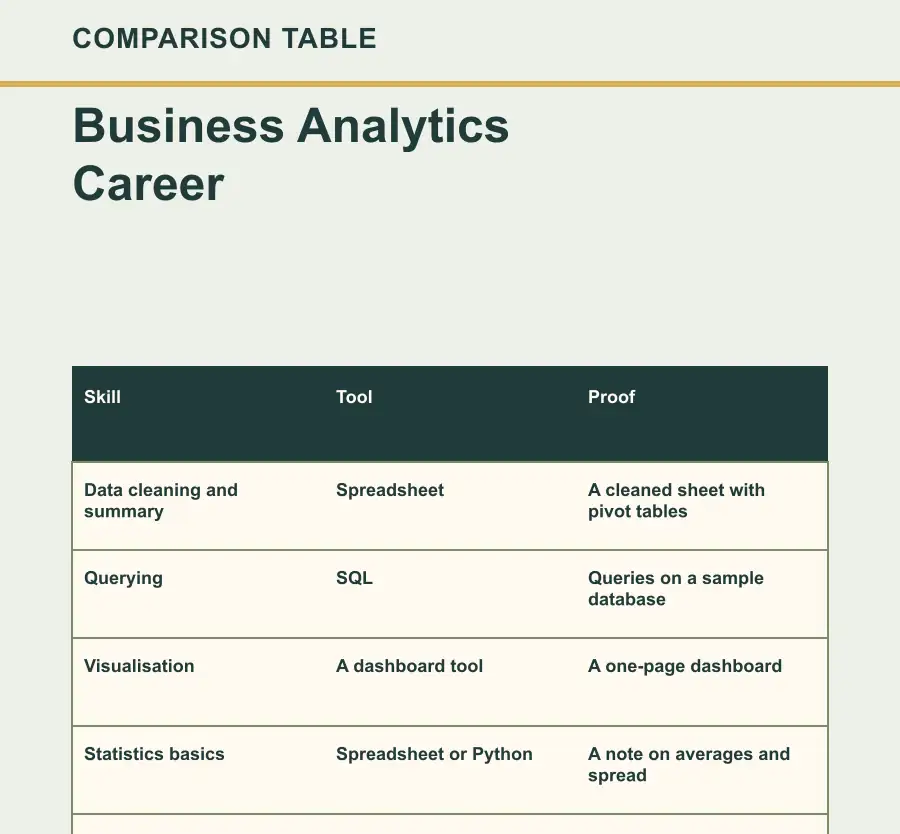 COMPARISON TABLE
Business Analytics
Career
Skill Tool Proof
Data cleaning and
summary
Spreadsheet
A cleaned sheet with
pivot tables
Querying
SQL
Queries on a sample
database
Visualisation
A dashboard tool
A one-page dashboard
Statistics basics
Spreadsheet or Python
A note on averages and
spread